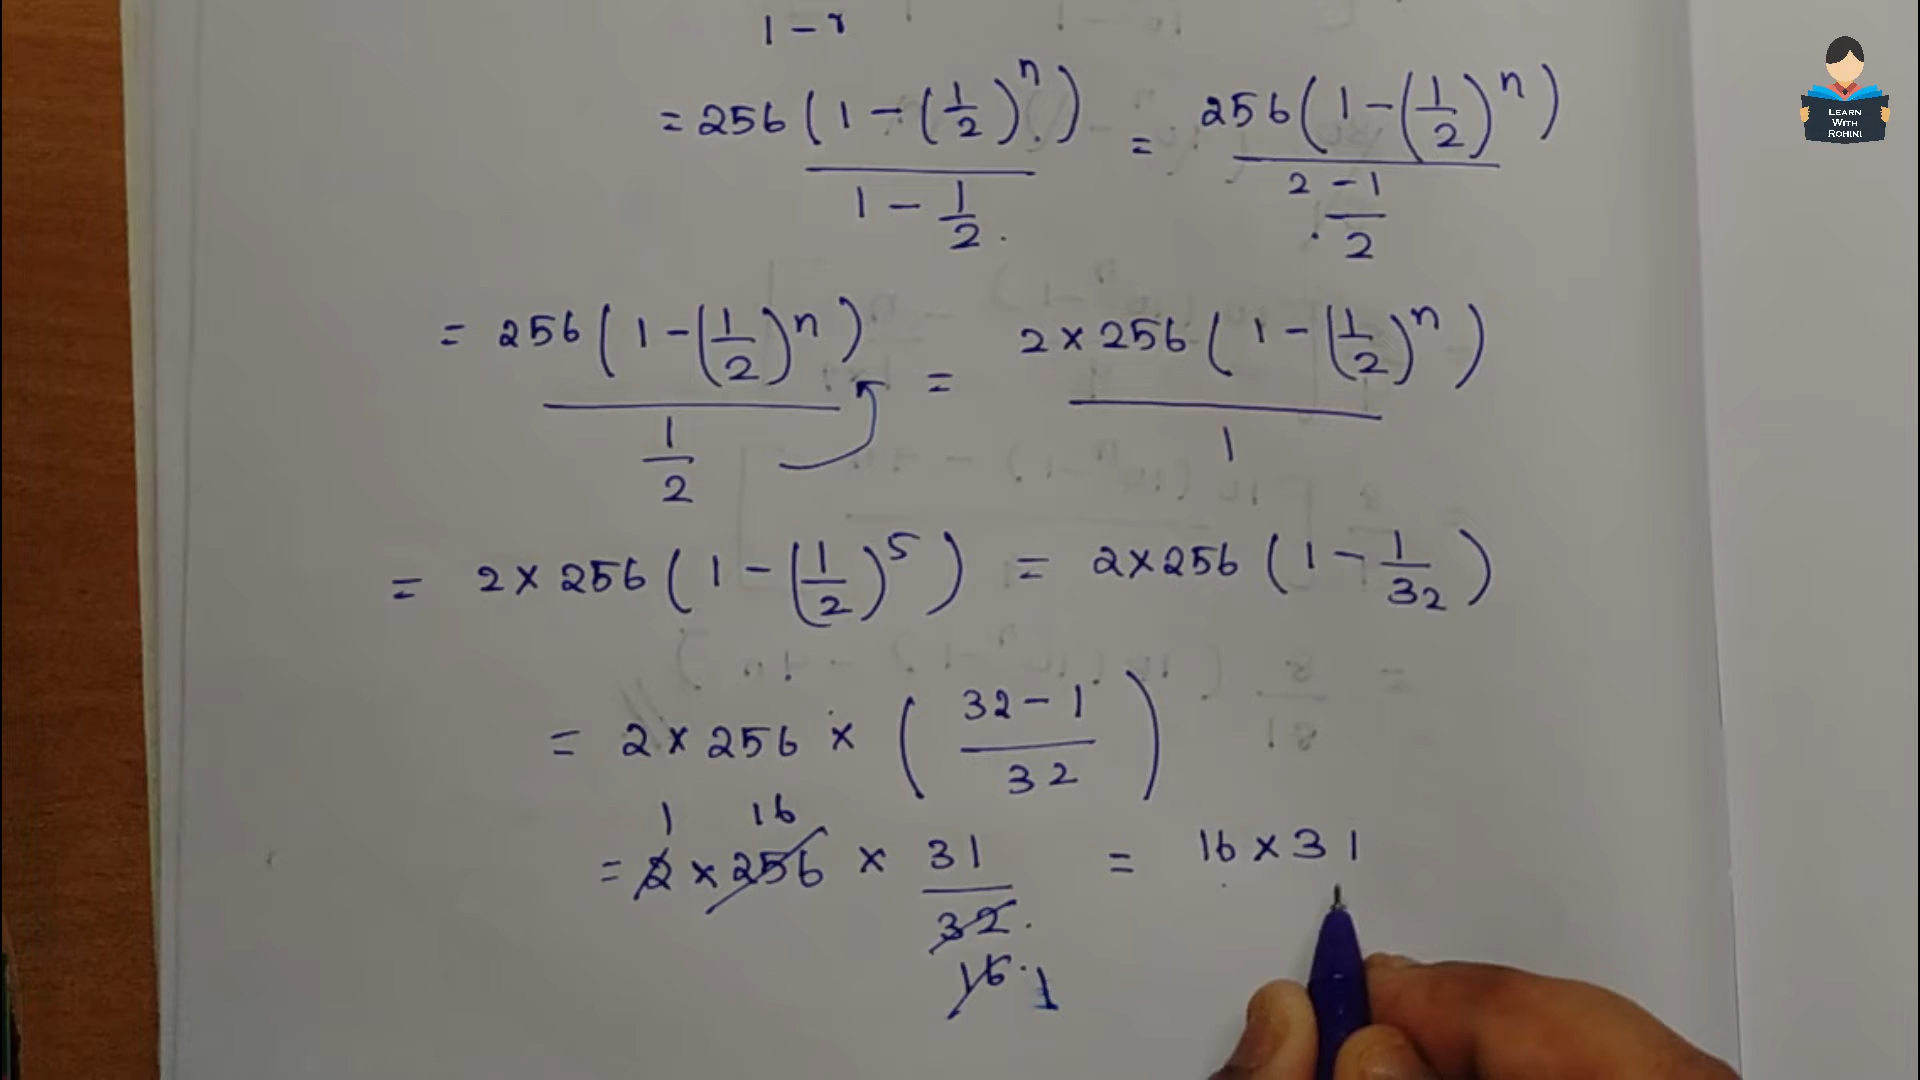 1 - r
= 256 (1 - (1/2)^n) / 1 - 1/2 = 256 (1 - (1/2)^n) / 2 - 1 / 2
= 256 (1 - (1/2)^n) / 1/2 = 2 × 256 (1 - (1/2)^n) / 1
= 2 × 256 (1 - (1/2)^5) = 2 × 256 (1 - 1/32)
= 2 × 256 × (32 - 1 / 32)
1 16
= 2 × 256 × 31/32 = 16 × 31
16 1
LEARN
WITH
ROHINI